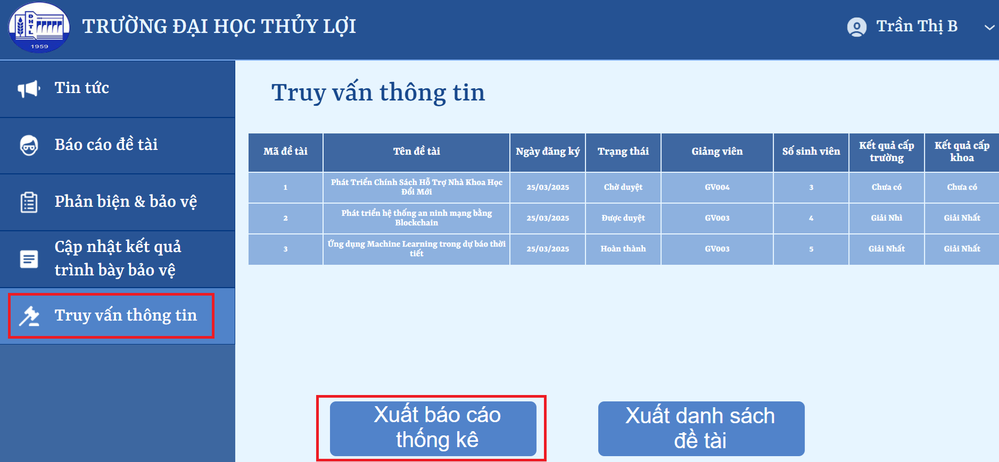 ĐHTL
1959
TRƯỜNG ĐẠI HỌC THỦY LỢI
Trần Thị B
Tin tức
Báo cáo đề tài
Phản biện & bảo vệ
Cập nhật kết quả
trình bày bảo vệ
Truy vấn thông tin
Truy vấn thông tin
Mã đề tài Tên đề tài Ngày đăng ký Trạng thái Giảng viên Số sinh viên Kết quả cấp trường Kết quả cấp khoa
1 Phát Triển Chính Sách Hỗ Trợ Nhà Khoa Học Đổi Mới 25/03/2025 Chờ duyệt GV004 3 Chưa có Chưa có
2 Phát triển hệ thống an ninh mạng bằng Blockchain 25/03/2025 Được duyệt GV003 4 Giải Nhì Giải Nhất
3 Ứng dụng Machine Learning trong dự báo thời tiết 25/03/2025 Hoàn thành GV003 5 Giải Nhất Giải Nhất
Xuất báo cáo
thống kê
Xuất danh sách
đề tài